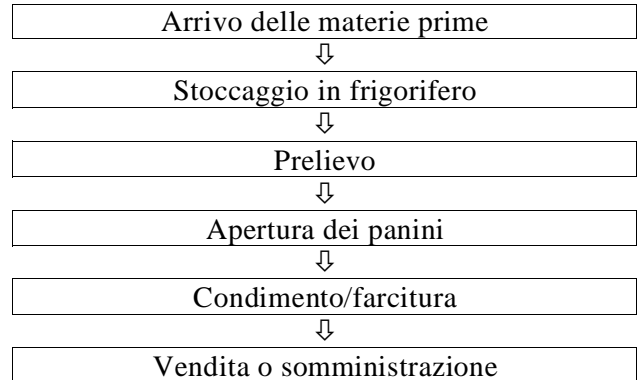 Arrivo delle materie prime
⇩
Stoccaggio in frigorifero
⇩
Prelievo
⇩
Apertura dei panini
⇩
Condimento/farcitura
⇩
Vendita o somministrazione